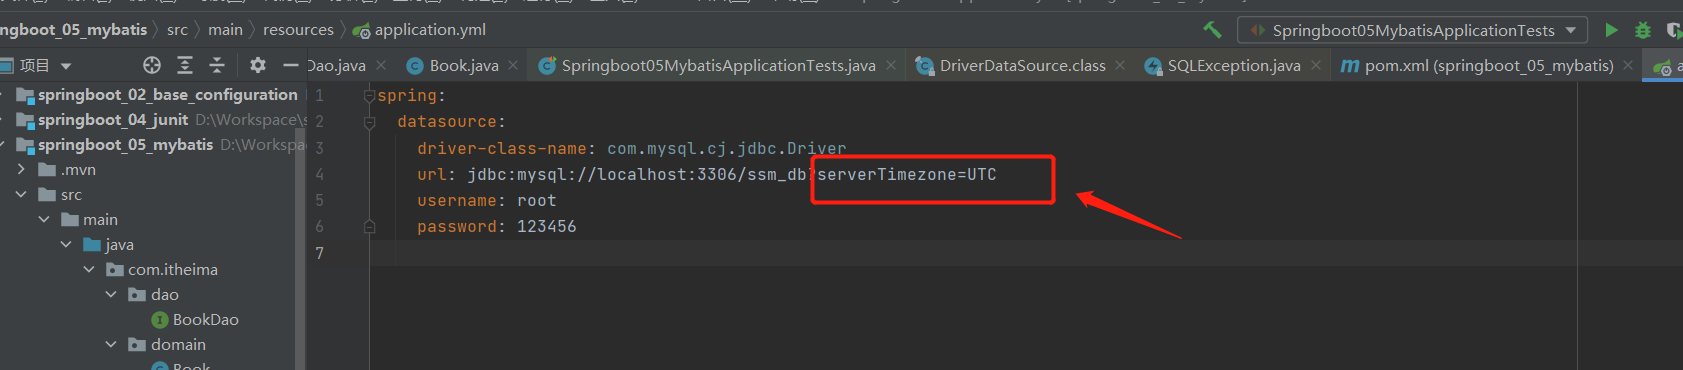 ngboot_05_mybatis > src > main > resources > application.yml
Springboot05MybatisApplicationTests
项目
Dao.java
Book.java
Springboot05MybatisApplicationTests.java
DriverDataSource.class
SQLException.java
pom.xml (springboot_05_mybatis)
a
springboot_02_base_configuration
springboot_04_junit D:\Workspace\s
springboot_05_mybatis D:\Workspa
.mvn
src
main
java
com.itheima
dao
BookDao
domain
Book
1 spring:
2 datasource:
3 driver-class-name: com.mysql.cj.jdbc.Driver
4 url: jdbc:mysql://localhost:3306/ssm_db?serverTimezone=UTC
5 username: root
6 password: 123456
7